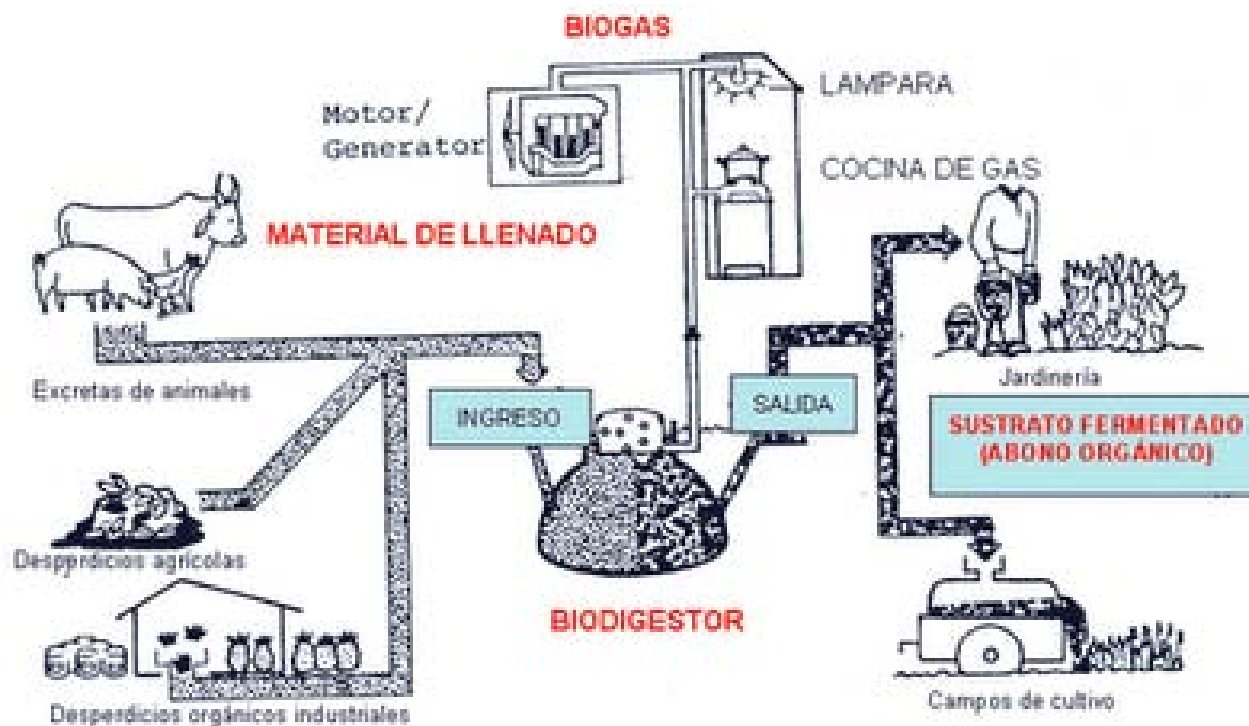 BIOGAS
Motor/
Generator
LAMPARA
COCINA DE GAS
MATERIAL DE LLENADO
Excretas de animales
INGRESO
SALIDA
Jardinería
SUSTRATO FERMENTADO
(ABONO ORGÁNICO)
Desperdicios agrícolas
BIODIGESTOR
Desperdicios orgánicos industriales
Campos de cultivo